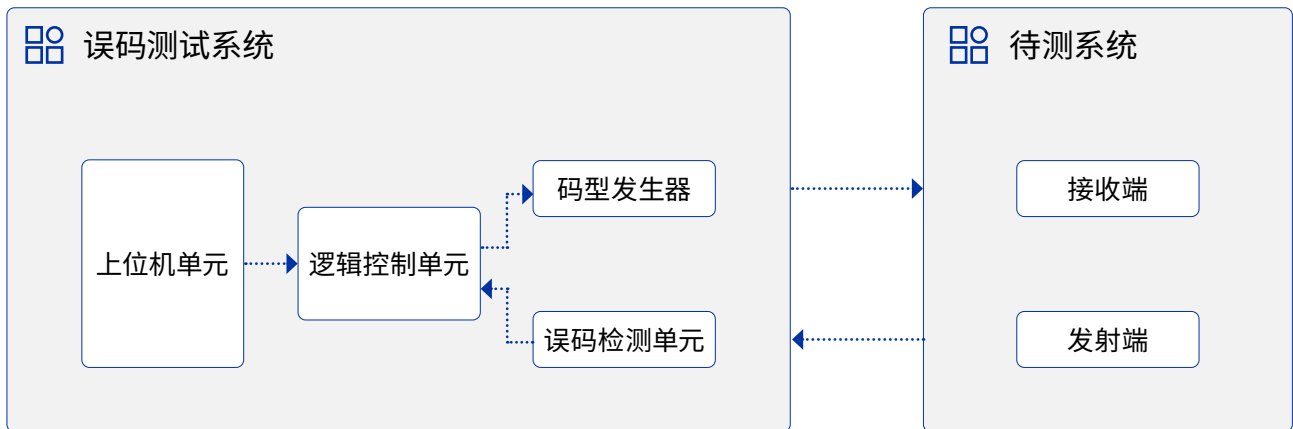 误码测试系统
待测系统
上位机单元
逻辑控制单元
码型发生器
误码检测单元
接收端
发射端